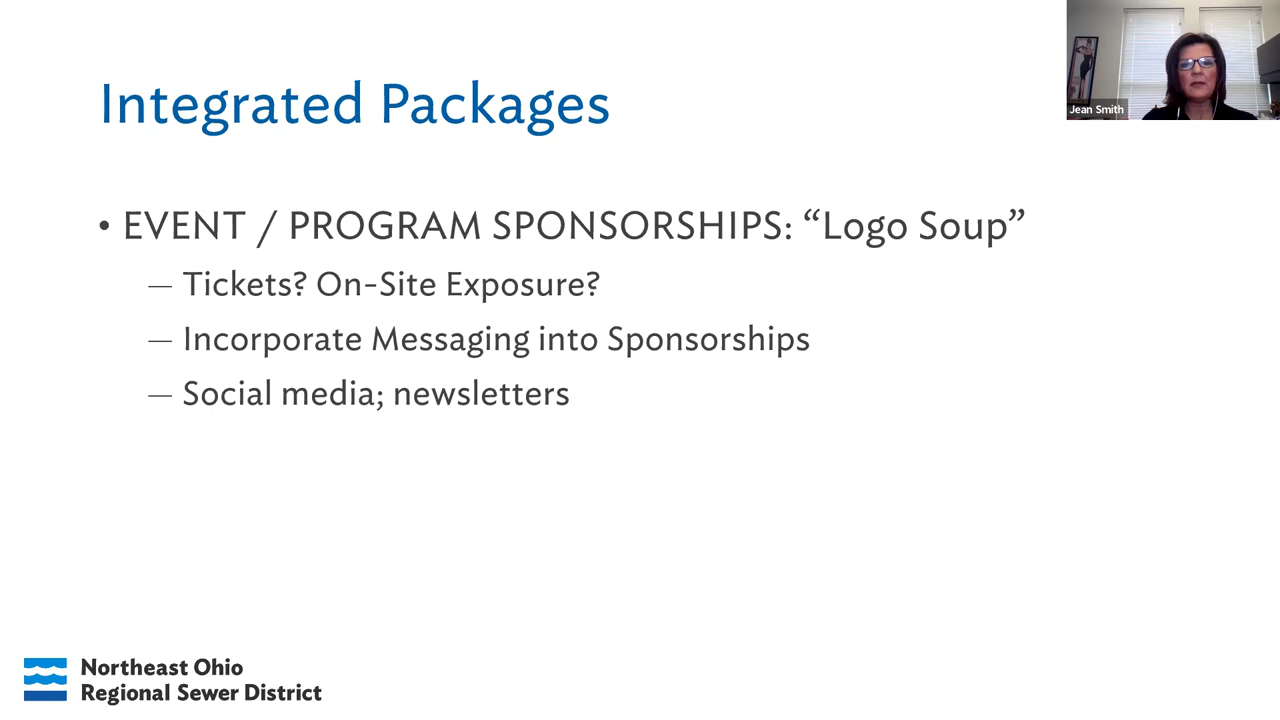 Integrated Packages
Jean Smith
• EVENT / PROGRAM SPONSORSHIPS: “Logo Soup”
— Tickets? On-Site Exposure?
— Incorporate Messaging into Sponsorships
— Social media; newsletters
Northeast Ohio
Regional Sewer District